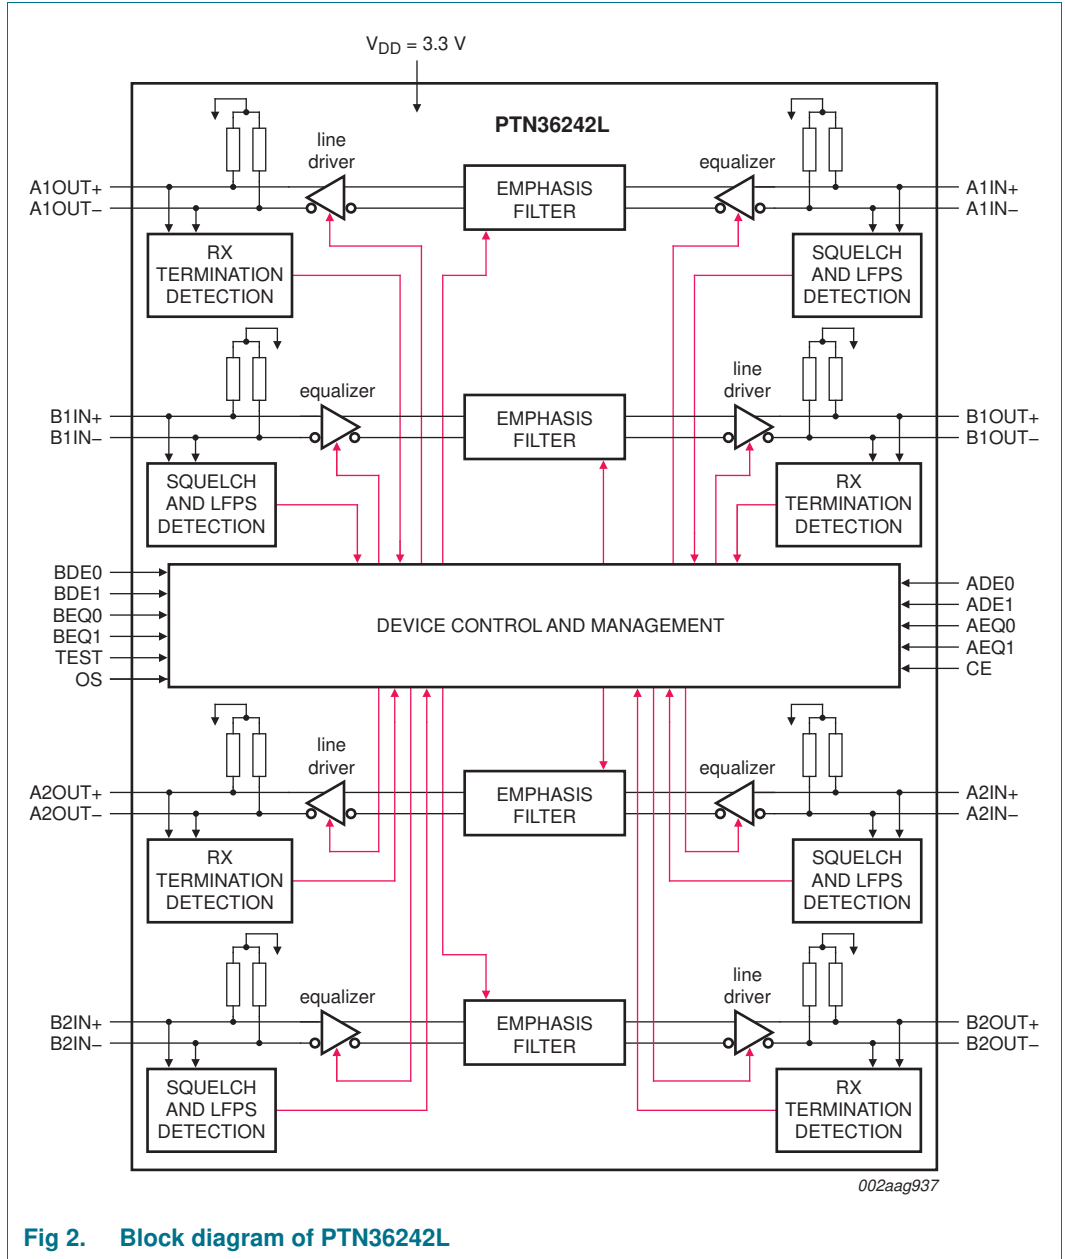 VDD = 3.3 V
PTN36242L
line
driver
equalizer
EMPHASIS
FILTER
A1OUT+
A1OUT−
A1IN+
A1IN−
RX
TERMINATION
DETECTION
SQUELCH
AND LFPS
DETECTION
equalizer
line
driver
EMPHASIS
FILTER
B1IN+
B1IN−
B1OUT+
B1OUT−
SQUELCH
AND LFPS
DETECTION
RX
TERMINATION
DETECTION
BDE0
BDE1
BEQ0
BEQ1
TEST
OS
DEVICE CONTROL AND MANAGEMENT
ADE0
ADE1
AEQ0
AEQ1
CE
line
driver
equalizer
EMPHASIS
FILTER
A2OUT+
A2OUT−
A2IN+
A2IN−
RX
TERMINATION
DETECTION
SQUELCH
AND LFPS
DETECTION
equalizer
line
driver
EMPHASIS
FILTER
B2IN+
B2IN−
B2OUT+
B2OUT−
SQUELCH
AND LFPS
DETECTION
RX
TERMINATION
DETECTION
002aag937
Fig 2. Block diagram of PTN36242L